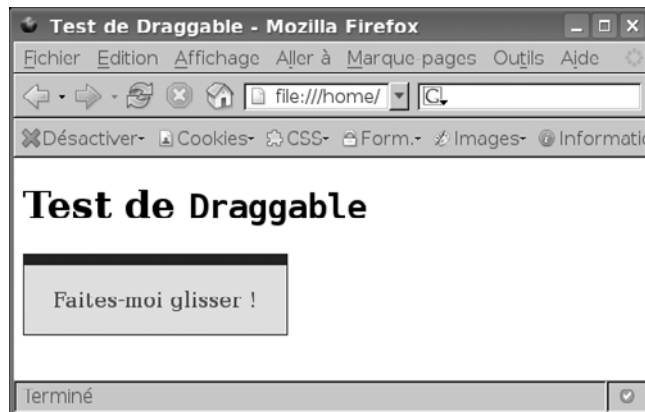 Test de Draggable - Mozilla Firefox
Fichier Edition Affichage Aller à Marque-pages Outils Aide
file:///home/ G
Désactiver Cookies CSS Form. Images Informatio
Test de Draggable
Faites-moi glisser !
Terminé